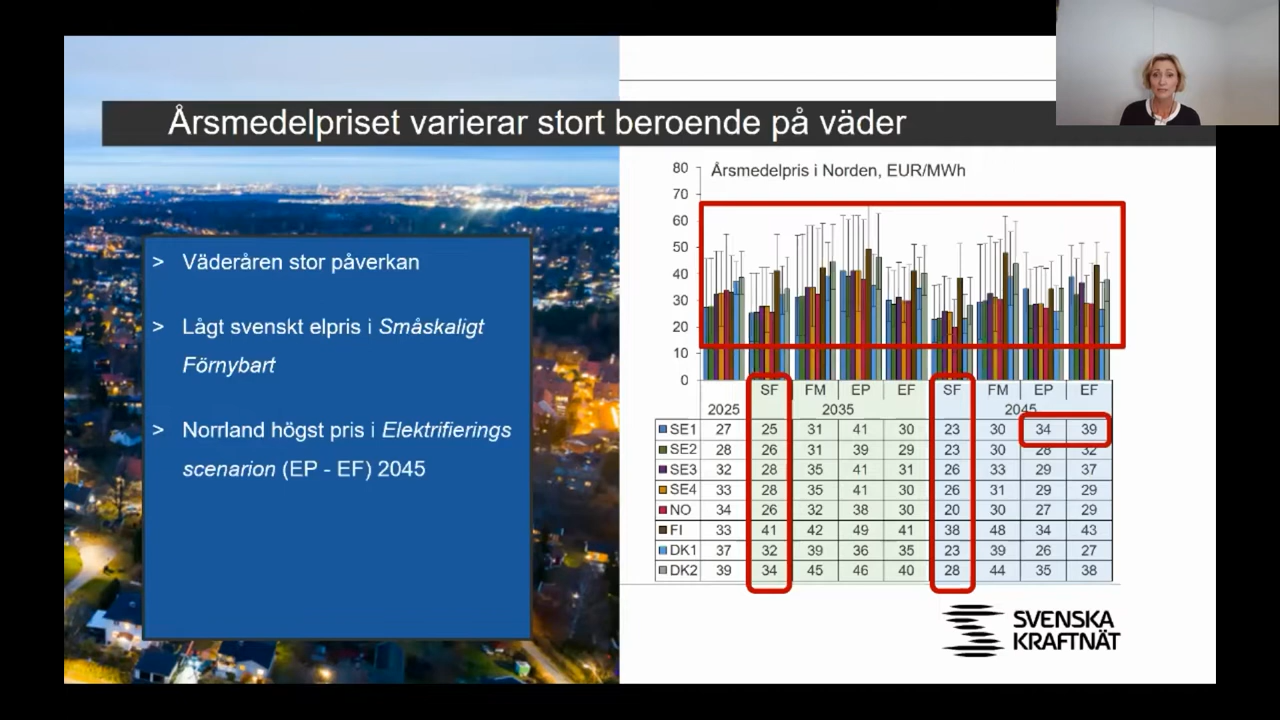 Årsmedelpriset varierar stort beroende på väder
> Väderåren stor påverkan
> Lågt svenskt elpris i Småskaligt
Förnybart
> Norrland högst pris i Elektrifierings
scenarion (EP - EF) 2045
Årsmedelpris i Norden, EUR/MWh
80
70
60
50
40
30
20
10
0
SF FM EP EF SF FM EP EF
2025 2035 2045
SE1 27 25 31 41 30 23 30 34 39
SE2 28 26 31 39 29 23 30 28 32
SE3 32 28 35 41 31 26 33 29 37
SE4 33 28 35 41 30 26 31 29 29
NO 34 26 32 38 30 20 30 27 29
FI 33 41 42 49 41 38 48 34 43
DK1 37 32 39 36 35 23 39 26 27
DK2 39 34 45 46 40 28 44 35 38
SVENSKA
KRAFTNÄT